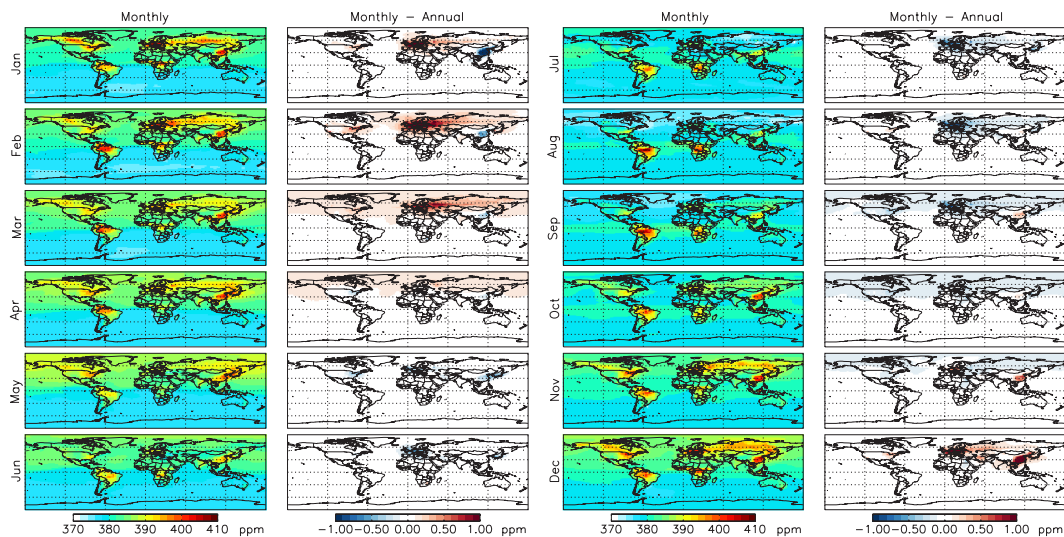 Monthly
Monthly − Annual
Monthly
Monthly − Annual
Jan
Feb
Mar
Apr
May
Jun
Jul
Aug
Sep
Oct
Nov
Dec
370 380 390 400 410 ppm
−1.00 −0.50 0.00 0.50 1.00 ppm
370 380 390 400 410 ppm
−1.00 −0.50 0.00 0.50 1.00 ppm